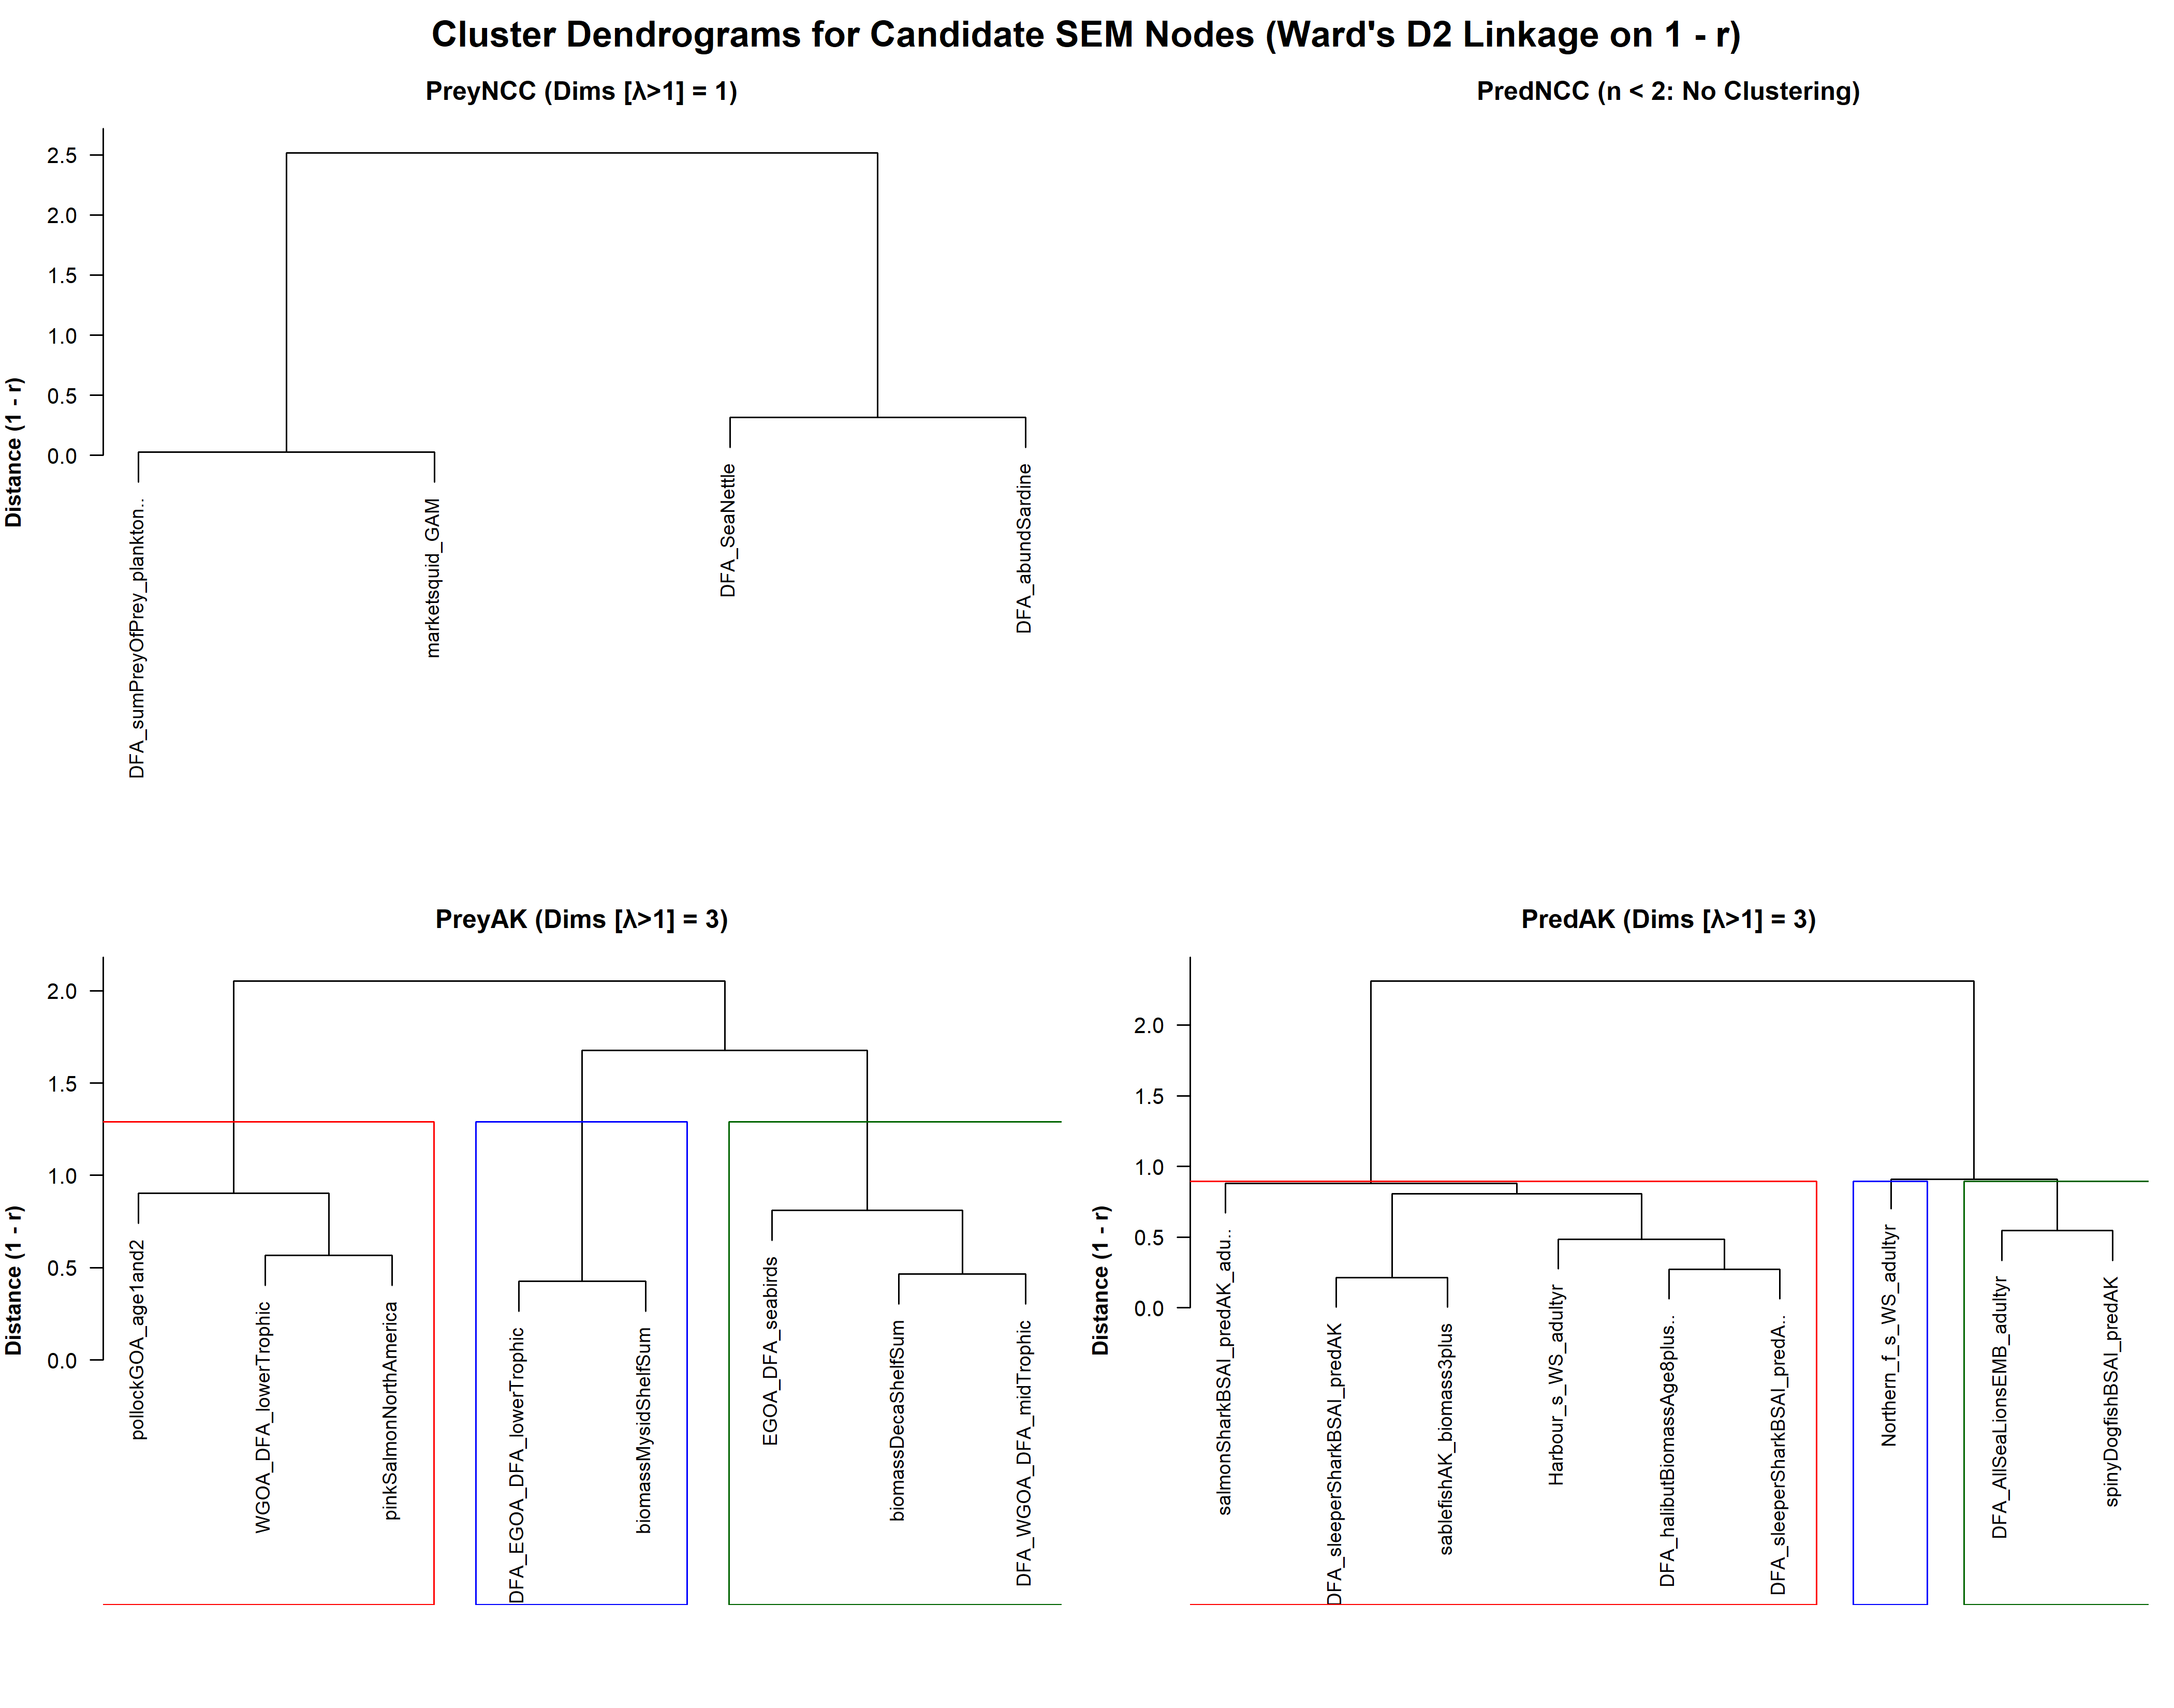 Cluster Dendrograms for Candidate SEM Nodes (Ward's D2 Linkage on 1 - r)
PreyNCC (Dims [λ>1] = 1)
Distance (1 - r)
2.5
2.0
1.5
1.0
0.5
0.0
DFA_sumPreyOfPrey_plankton..
marketsquid_GAM
DFA_SeaNettle
DFA_abundSardine
PredNCC (n < 2: No Clustering)
PreyAK (Dims [λ>1] = 3)
Distance (1 - r)
2.0
1.5
1.0
0.5
0.0
pollockGOA_age1and2
WGOA_DFA_lowerTrophic
pinkSalmonNorthAmerica
DFA_EGOA_DFA_lowerTrophic
biomassMysidShelfSum
EGOA_DFA_seabirds
biomassDecaShelfSum
DFA_WGOA_DFA_midTrophic
PredAK (Dims [λ>1] = 3)
Distance (1 - r)
2.0
1.5
1.0
0.5
0.0
salmonSharkBSAI_predAK_adu..
DFA_sleeperSharkBSAI_predAK
sablefishAK_biomass3plus
Harbour_s_WS_adultyr
DFA_halibutBiomassAge8plus..
DFA_sleeperSharkBSAI_predA..
Northern_f_s_WS_adultyr
DFA_AllSeaLionsEMB_adultyr
spinyDogfishBSAI_predAK